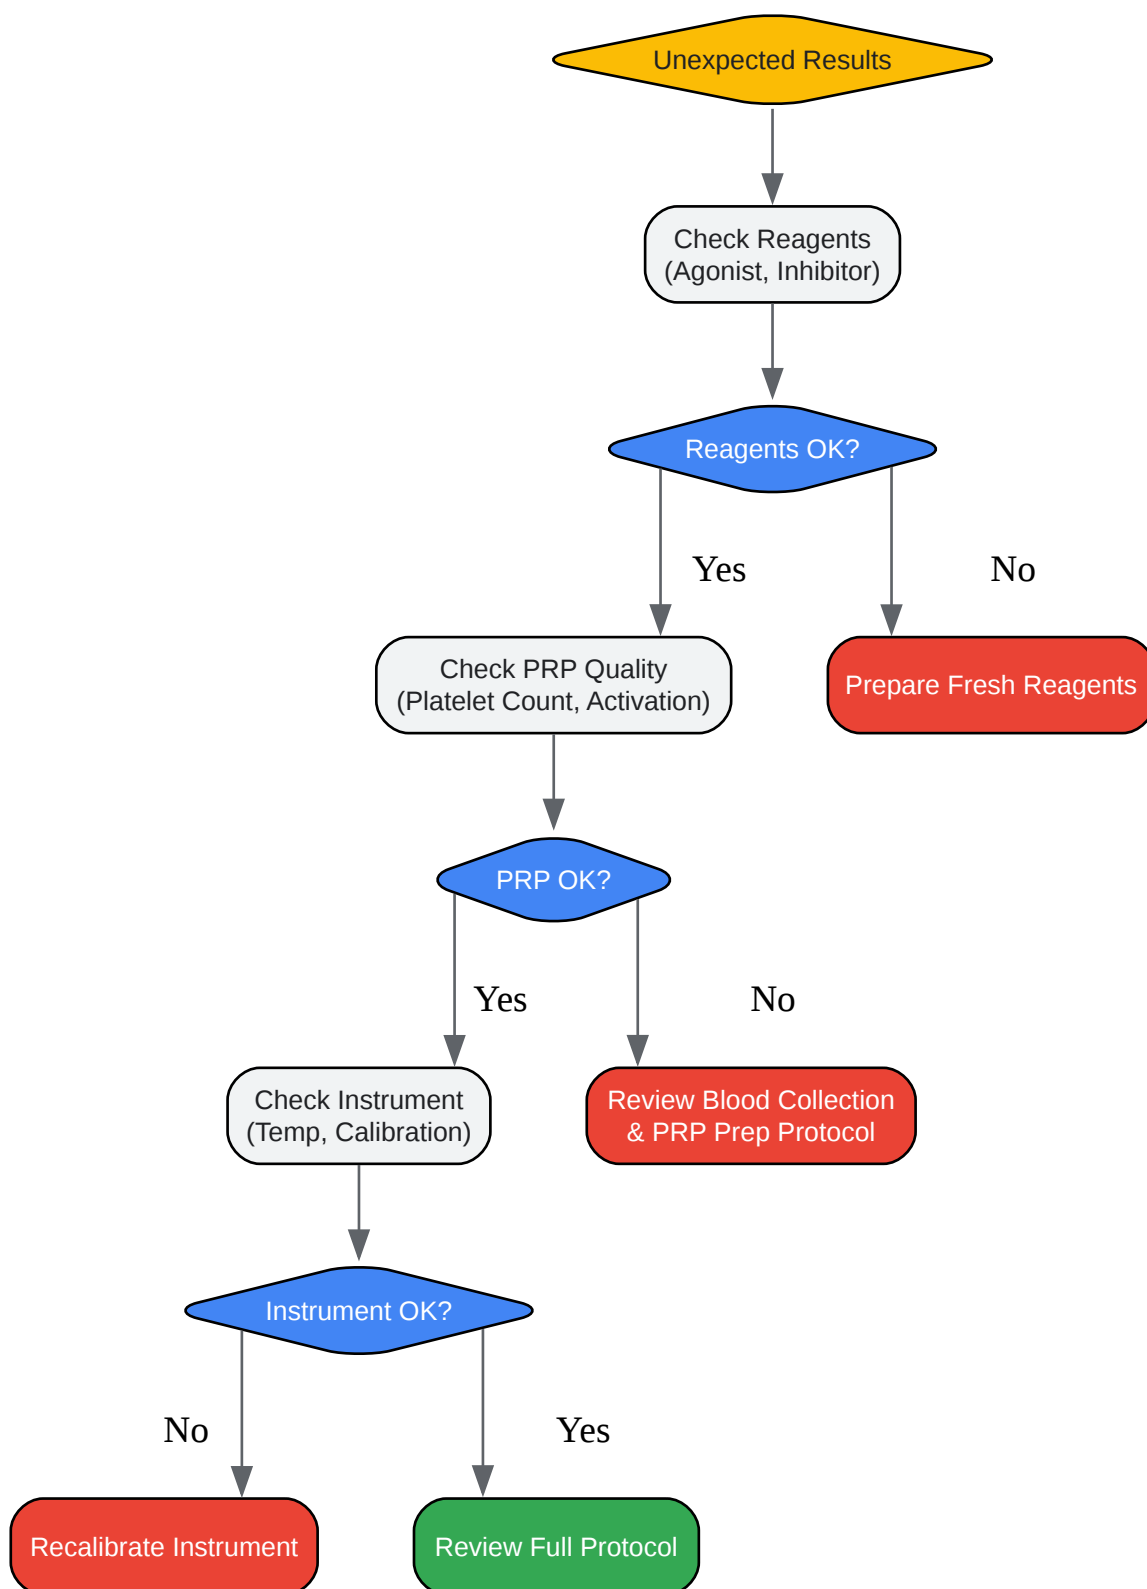 Unexpected Results
Check Reagents
(Agonist, Inhibitor)
Reagents OK?
Yes
No
Check PRP Quality
(Platelet Count, Activation)
Prepare Fresh Reagents
PRP OK?
Yes
No
Check Instrument
(Temp, Calibration)
Review Blood Collection
& PRP Prep Protocol
Instrument OK?
No
Yes
Recalibrate Instrument
Review Full Protocol